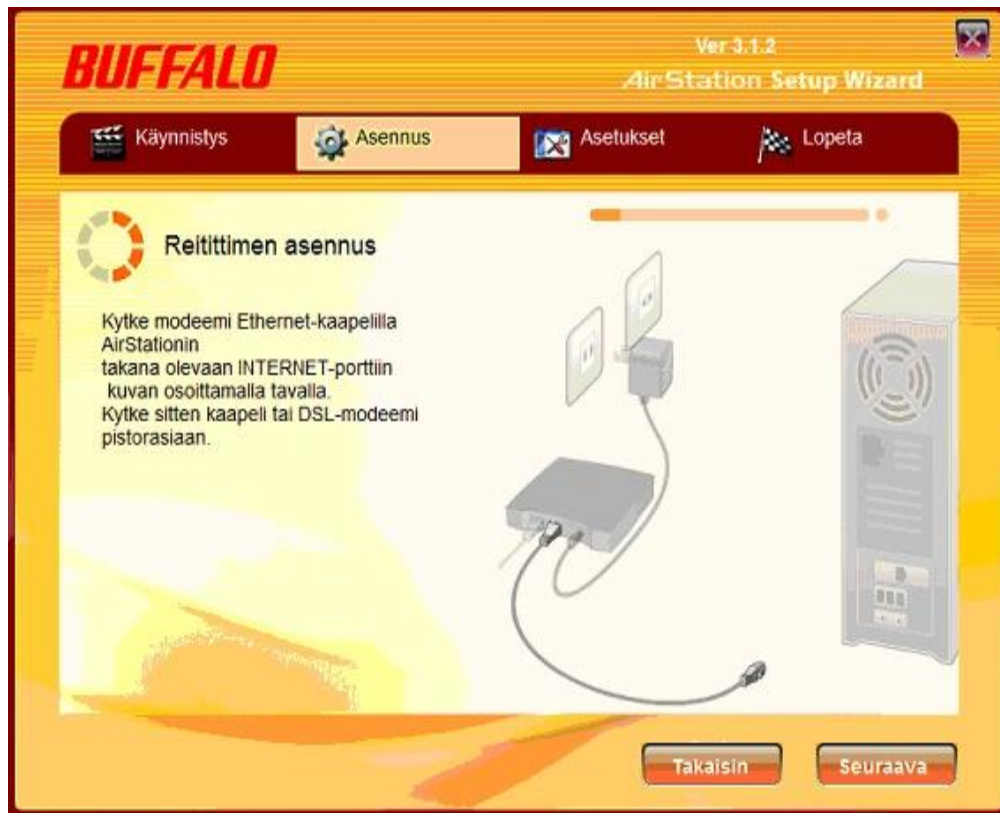 BUFFALO
Ver 3.1.2
AirStation Setup Wizard
Käynnistys
Asennus
Asetukset
Lopeta
Reitittimen asennus
Kytke modeemi Ethernet-kaapelilla
AirStationin
takana olevaan INTERNET-porttiin
kuvan osoittamalla tavalla.
Kytke sitten kaapeli tai DSL-modeemi
pistorasiaan.
Takaisin
Seuraava